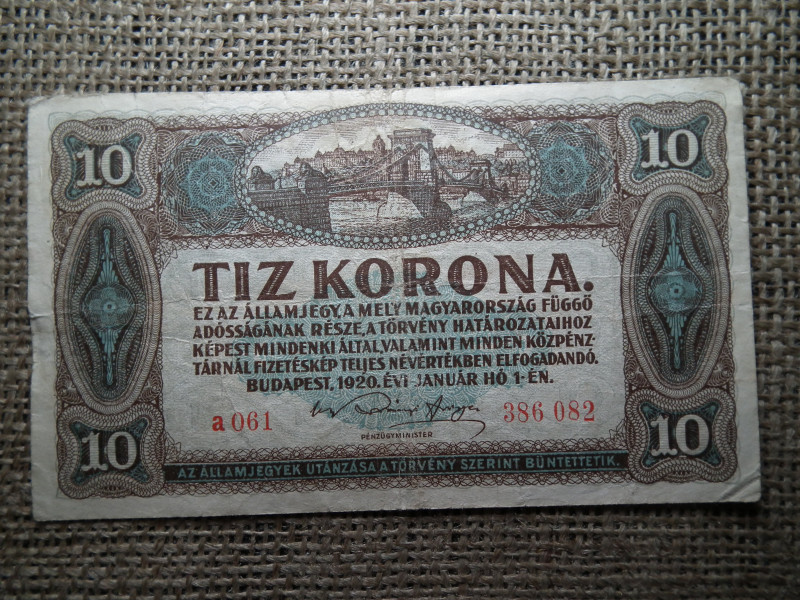 10
10
TIZ KORONA.
EZ AZ ÁLLAMJEGY, A MELY MAGYARORSZÁG FÜGGŐ
ADÓSSÁGÁNAK RÉSZE, A TÖRVÉNY HATÁROZATAIHOZ
KÉPEST MINDENKI ÁLTAL, VALAMINT MINDEN KÖZPÉNZ-
TÁRNÁL FIZETÉSKÉP TELJES NÉVÉRTÉKBEN ELFOGADANDÓ.
BUDAPEST, 1920. ÉVI JANUÁR HÓ 1-ÉN.
a 061
386 082
PÉNZÜGYMINISTER
10
10
AZ ÁLLAMJEGYEK UTÁNZÁSA A TÖRVÉNY SZERINT BÜNTETTETIK.